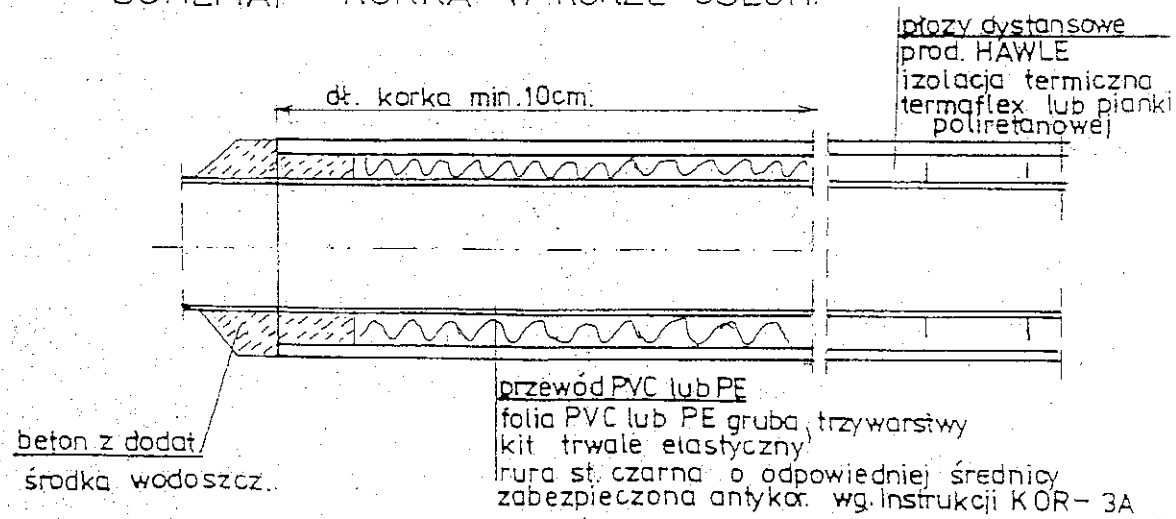 płozy dystansowe
prod. HAWLE
izolacja termiczna
termaflex lub pianki
poliretanowej
dł. korka min.10cm.
przewód PVC lub PE
folia PVC lub PE gruba, trzywarstwy
kit trwale elastyczny
rura st. czarna o odpowiedniej średnicy
zabezpieczona antykor. wg. instrukcji KOR-3A
beton z dodat.
środka wodoszcz.